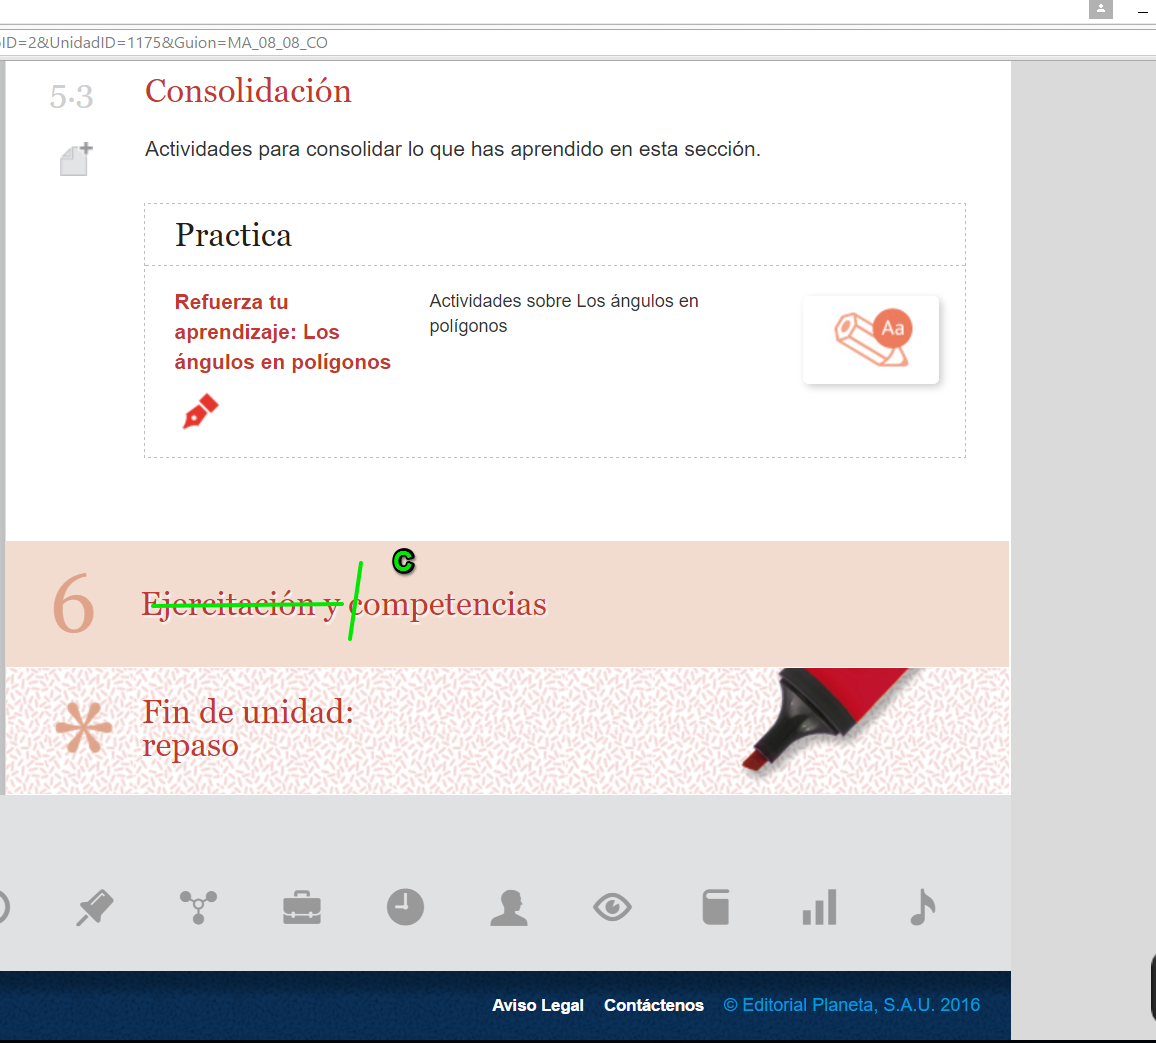 ID=2&UnidadID=1175&Guion=MA_08_08_CO
5.3
Consolidación
Actividades para consolidar lo que has aprendido en esta sección.
Practica
Refuerza tu
aprendizaje: Los
ángulos en polígonos
Actividades sobre Los ángulos en
polígonos
Aa
C
6
Ejercitación y competencias
Fin de unidad:
repaso
Aviso Legal
Contáctenos
© Editorial Planeta, S.A.U. 2016